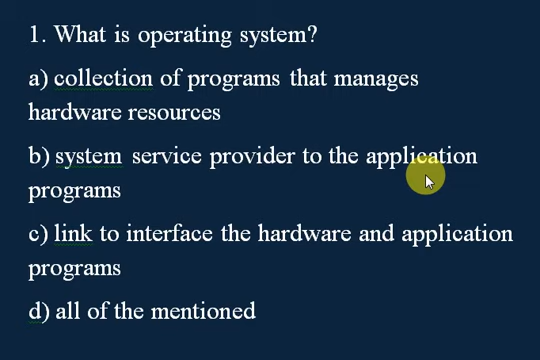 1. What is operating system?
a) collection of programs that manages
hardware resources
b) system service provider to the application
programs
c) link to interface the hardware and application
programs
d) all of the mentioned